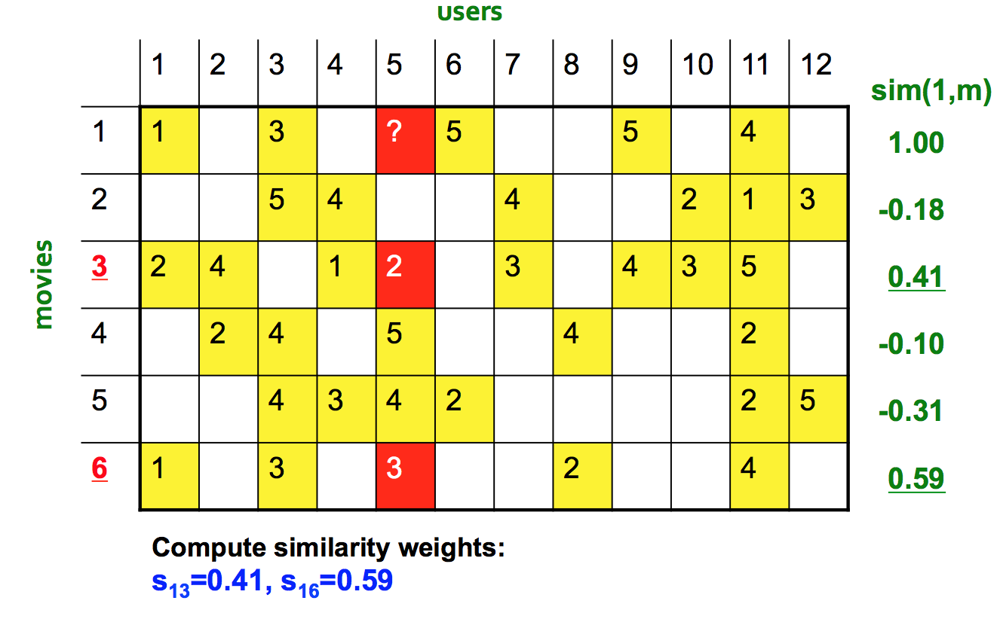 users
1 2 3 4 5 6 7 8 9 10 11 12
sim(1,m)
1 1 3 ? 5 5 4 1.00
2 5 4 4 2 1 3 -0.18
movies
3 2 4 1 2 3 4 3 5 0.41
4 2 4 5 4 2 -0.10
5 4 3 4 2 2 5 -0.31
6 1 3 3 2 4 0.59
Compute similarity weights:
s13=0.41, s16=0.59